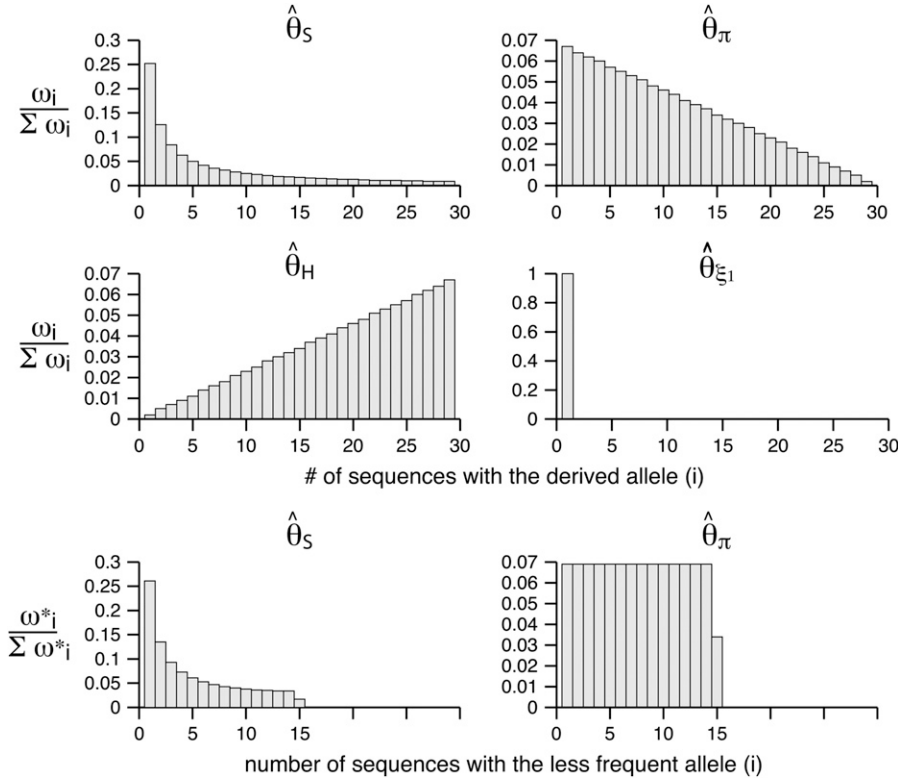 θ̂S
0.3
0.25
0.2
0.15
0.1
0.05
0
0 5 10 15 20 25 30
ωi
Σ ωi
θ̂π
0.07
0.06
0.05
0.04
0.03
0.02
0.01
0
0 5 10 15 20 25 30
θ̂H
0.07
0.06
0.05
0.04
0.03
0.02
0.01
0
0 5 10 15 20 25 30
ωi
Σ ωi
θ̂ξ1
1
0.8
0.6
0.4
0.2
0
0 5 10 15 20 25 30
# of sequences with the derived allele (i)
θ̂S
0.3
0.25
0.2
0.15
0.1
0.05
0
0 5 10 15
ω*i
Σ ω*i
θ̂π
0.07
0.06
0.05
0.04
0.03
0.02
0.01
0
0 5 10 15
number of sequences with the less frequent allele (i)